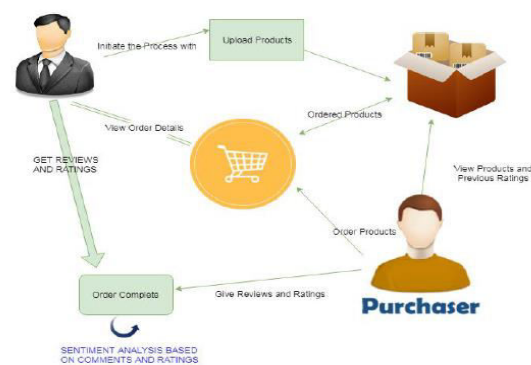 Initiate the Process with
Upload Products
Ordered Products
View Order Details
GET REVIEWS
AND RATINGS
View Products and
Previous Ratings
Order Products
Order Complete
Give Reviews and Ratings
Purchaser
SENTIMENT ANALYSIS BASED
ON COMMENTS AND RATINGS